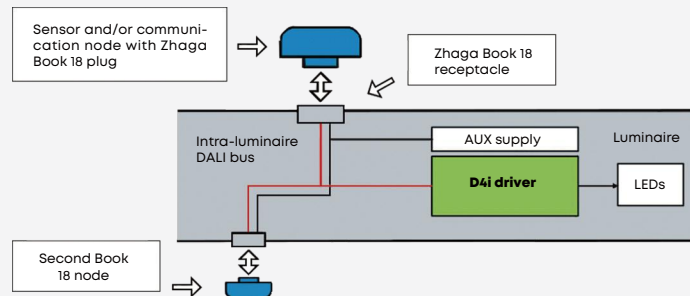 Sensor and/or communi-
cation node with Zhaga
Book 18 plug
Zhaga Book 18
receptacle
Intra-luminaire
DALI bus
AUX supply
Luminaire
D4i driver
LEDs
Second Book
18 node